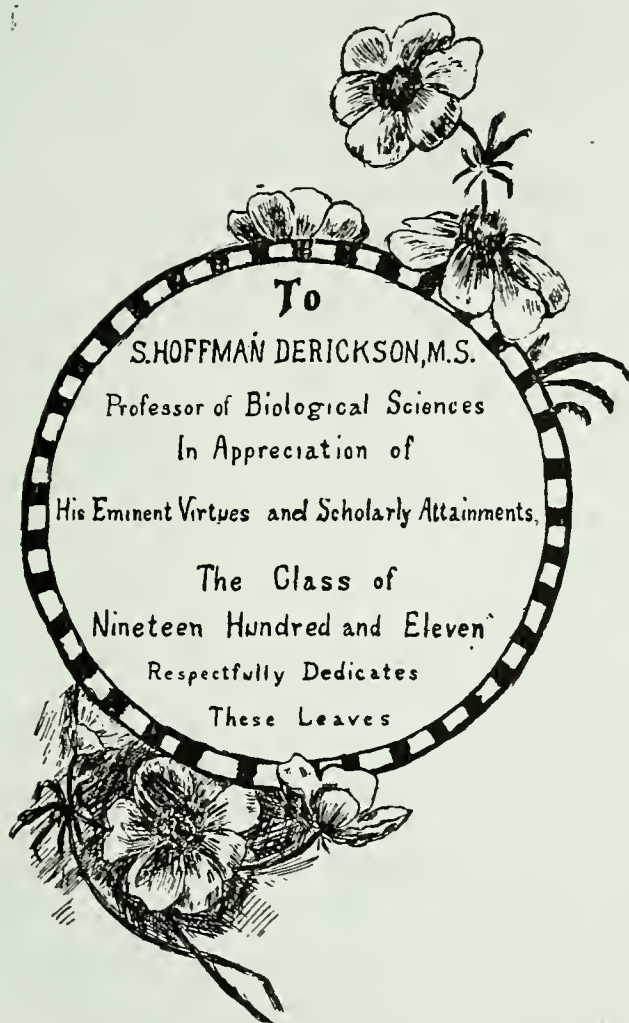 To
S. HOFFMAN DERICKSON, M.S.
Professor of Biological Sciences
In Appreciation of
His Eminent Virtues and Scholarly Attainments,
The Class of
Nineteen Hundred and Eleven
Respectfully Dedicates
These Leaves